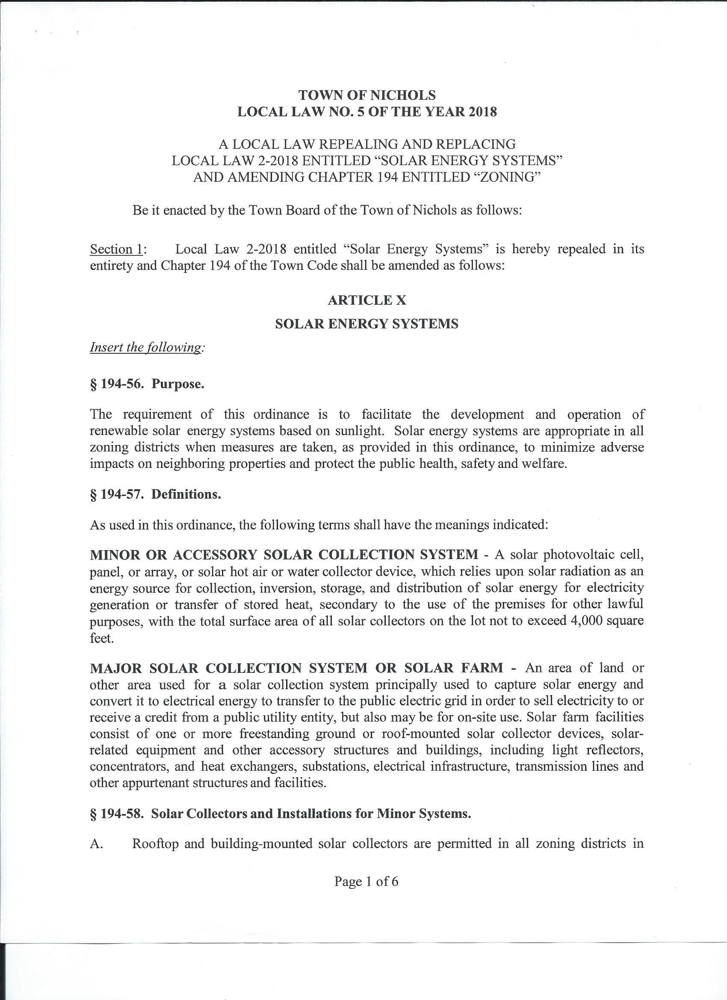 TOWN OF NICHOLS
LOCAL LAW NO. 5 OF THE YEAR 2018
A LOCAL LAW REPEALING AND REPLACING
LOCAL LAW 2-2018 ENTITLED “SOLAR ENERGY SYSTEMS”
AND AMENDING CHAPTER 194 ENTITLED “ZONING”
Be it enacted by the Town Board of the Town of Nichols as follows:
Section 1: Local Law 2-2018 entitled “Solar Energy Systems” is hereby repealed in its
entirety and Chapter 194 of the Town Code shall be amended as follows:
ARTICLE X
SOLAR ENERGY SYSTEMS
Insert the following:
§ 194-56. Purpose.
The requirement of this ordinance is to facilitate the development and operation of
renewable solar energy systems based on sunlight. Solar energy systems are appropriate in all
zoning districts when measures are taken, as provided in this ordinance, to minimize adverse
impacts on neighboring properties and protect the public health, safety and welfare.
§ 194-57. Definitions.
As used in this ordinance, the following terms shall have the meanings indicated:
MINOR OR ACCESSORY SOLAR COLLECTION SYSTEM - A solar photovoltaic cell,
panel, or array, or solar hot air or water collector device, which relies upon solar radiation as an
energy source for collection, inversion, storage, and distribution of solar energy for electricity
generation or transfer of stored heat, secondary to the use of the premises for other lawful
purposes, with the total surface area of all solar collectors on the lot not to exceed 4,000 square
feet.
MAJOR SOLAR COLLECTION SYSTEM OR SOLAR FARM - An area of land or
other area used for a solar collection system principally used to capture solar energy and
convert it to electrical energy to transfer to the public electric grid in order to sell electricity to or
receive a credit from a public utility entity, but also may be for on-site use. Solar farm facilities
consist of one or more freestanding ground or roof-mounted solar collector devices, solar-
related equipment and other accessory structures and buildings, including light reflectors,
concentrators, and heat exchangers, substations, electrical infrastructure, transmission lines and
other appurtenant structures and facilities.
§ 194-58. Solar Collectors and Installations for Minor Systems.
A. Rooftop and building-mounted solar collectors are permitted in all zoning districts in
Page 1 of 6